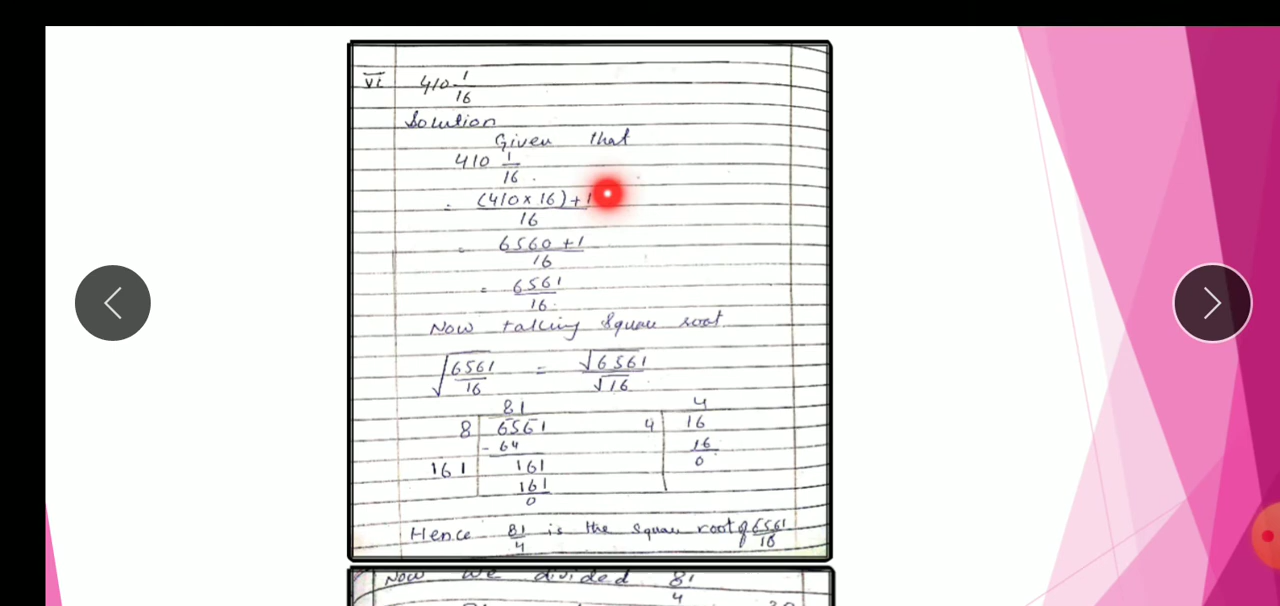 vi 410 1/16
Solution
Given that
410 1/16
= (410 × 16) + 1 / 16
= 6560 + 1 / 16
= 6561 / 16
Now taking Square root
√(6561/16) = √6561 / √16
81 4
8 6561 4 16
- 64 16
161 161 0
161
0
Hence 81/4 is the square root of 6561/16
Now we divided 81/4
20